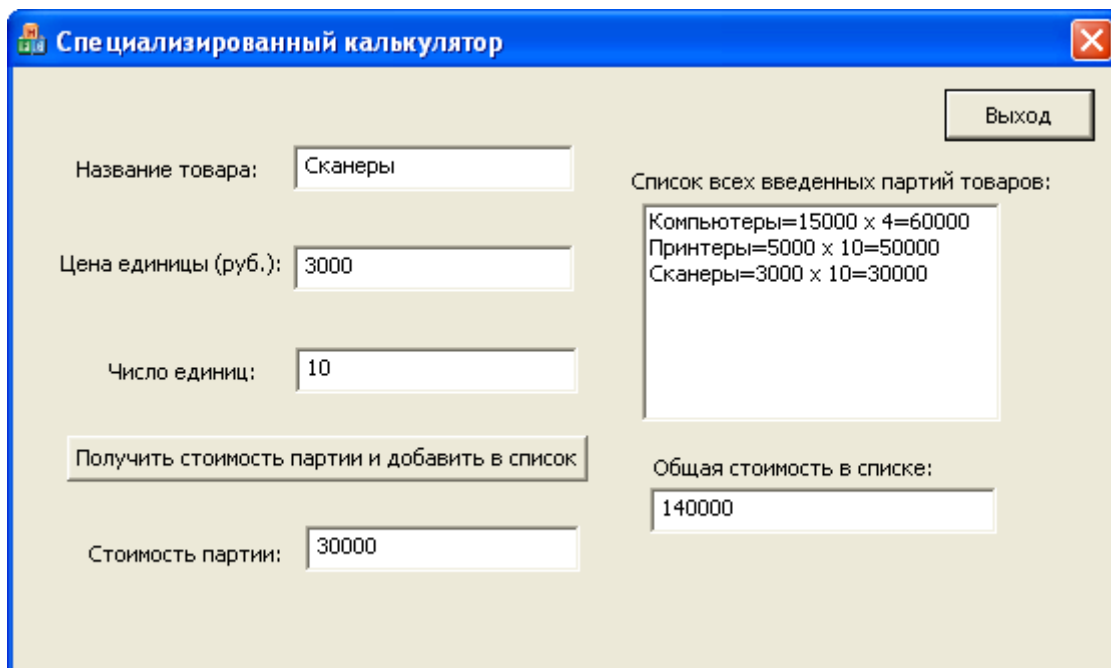 Специализированный калькулятор
Выход
Название товара:
Сканеры
Цена единицы (руб.):
3000
Число единиц:
10
Получить стоимость партии и добавить в список
Стоимость партии:
30000
Список всех введенных партий товаров:
Компьютеры=15000 x 4=60000
Принтеры=5000 x 10=50000
Сканеры=3000 x 10=30000
Общая стоимость в списке:
140000